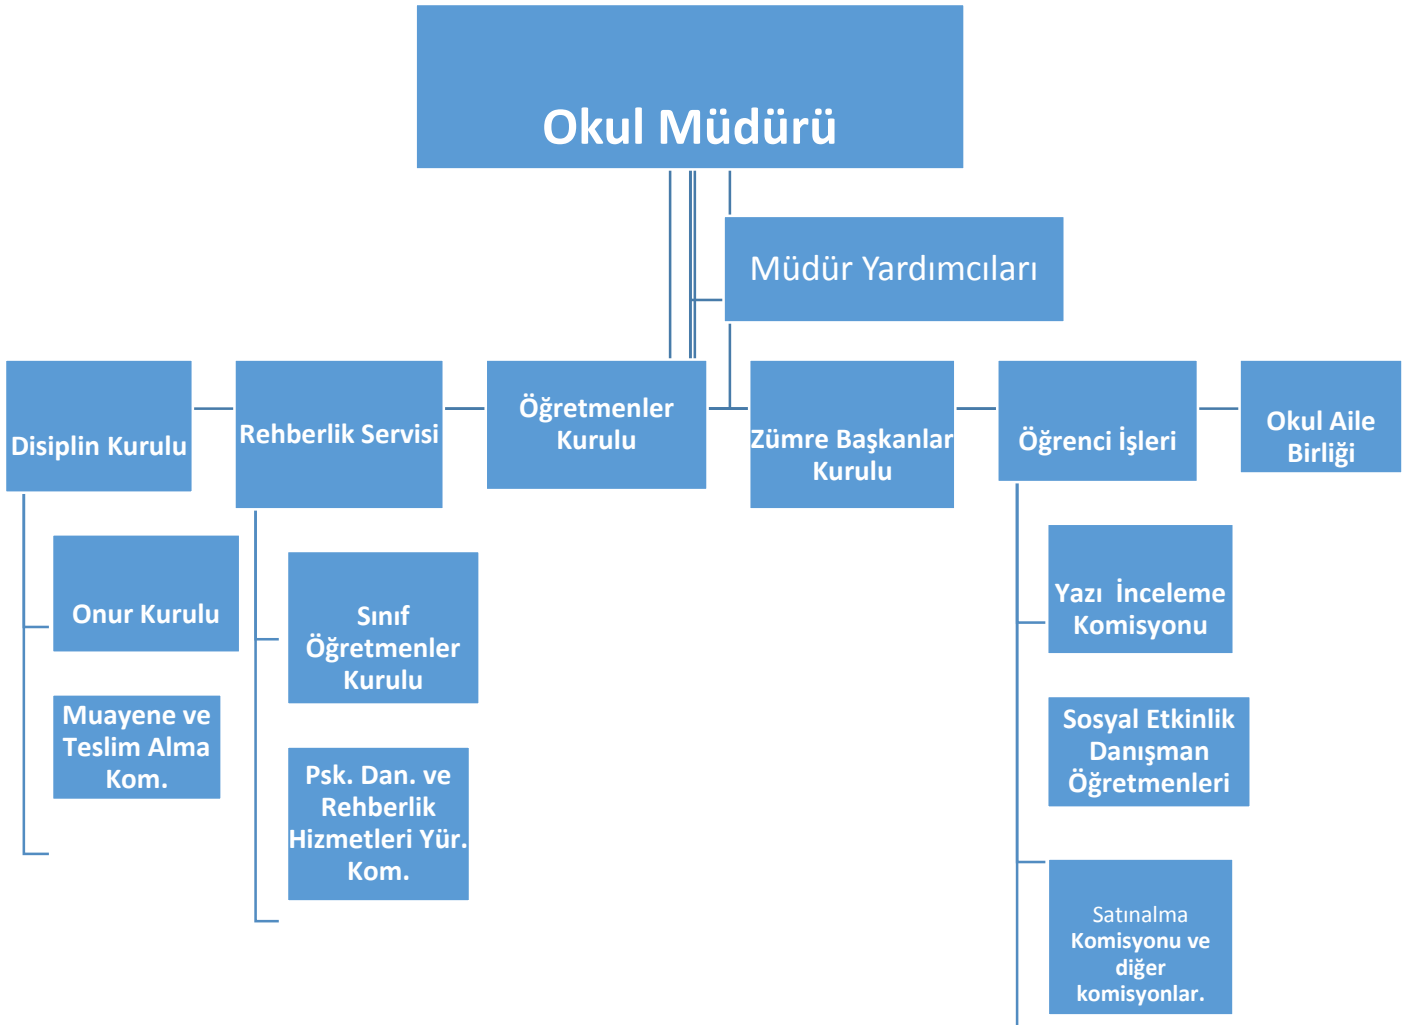 Okul Müdürü
Müdür Yardımcıları
Disiplin Kurulu
Rehberlik Servisi
Öğretmenler
Kurulu
Zümre Başkanlar
Kurulu
Öğrenci İşleri
Okul Aile
Birliği
Onur Kurulu
Muayene ve
Teslim Alma
Kom.
Sınıf
Öğretmenler
Kurulu
Psk. Dan. ve
Rehberlik
Hizmetleri Yür.
Kom.
Yazı İnceleme
Komisyonu
Sosyal Etkinlik
Danışman
Öğretmenleri
Satınalma
Komisyonu ve
diğer
komisyonlar.